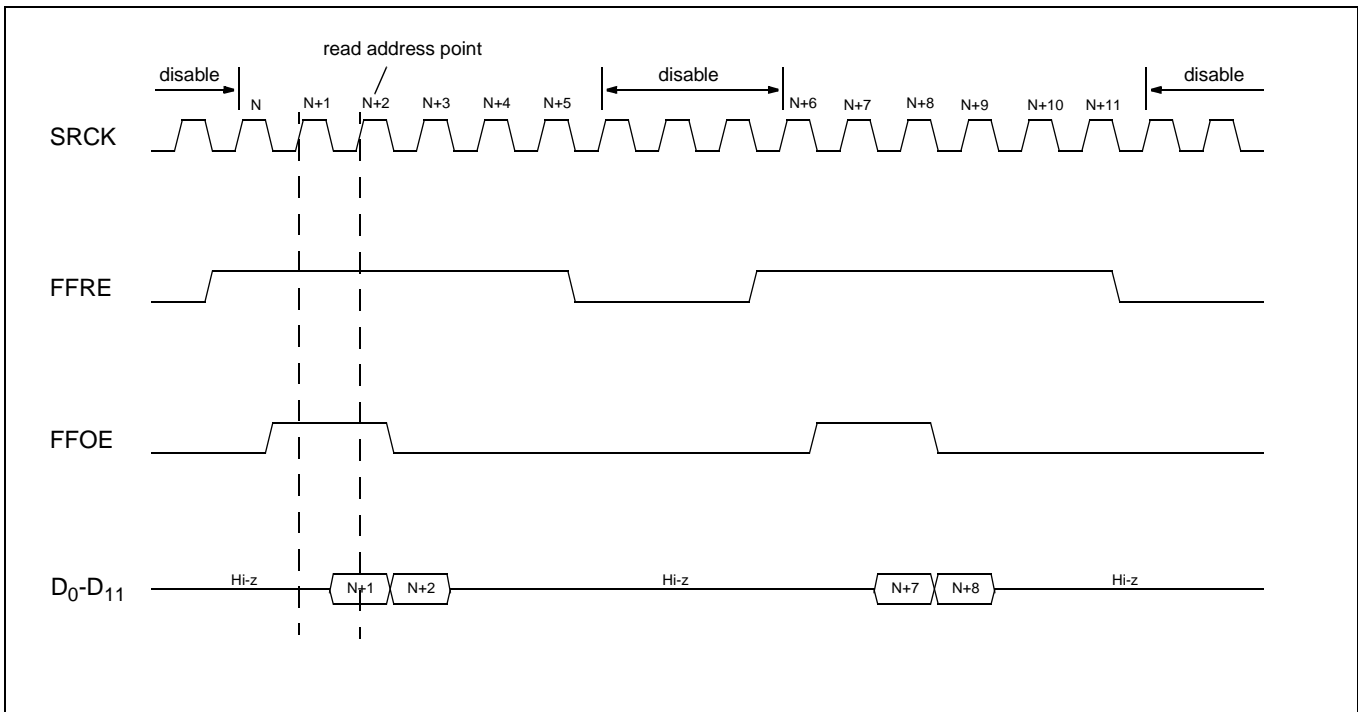 read address point
disable
disable
disable
N N+1 N+2 N+3 N+4 N+5 N+6 N+7 N+8 N+9 N+10 N+11
SRCK
FFRE
FFOE
D0-D11
Hi-z N+1 N+2 Hi-z N+7 N+8 Hi-z